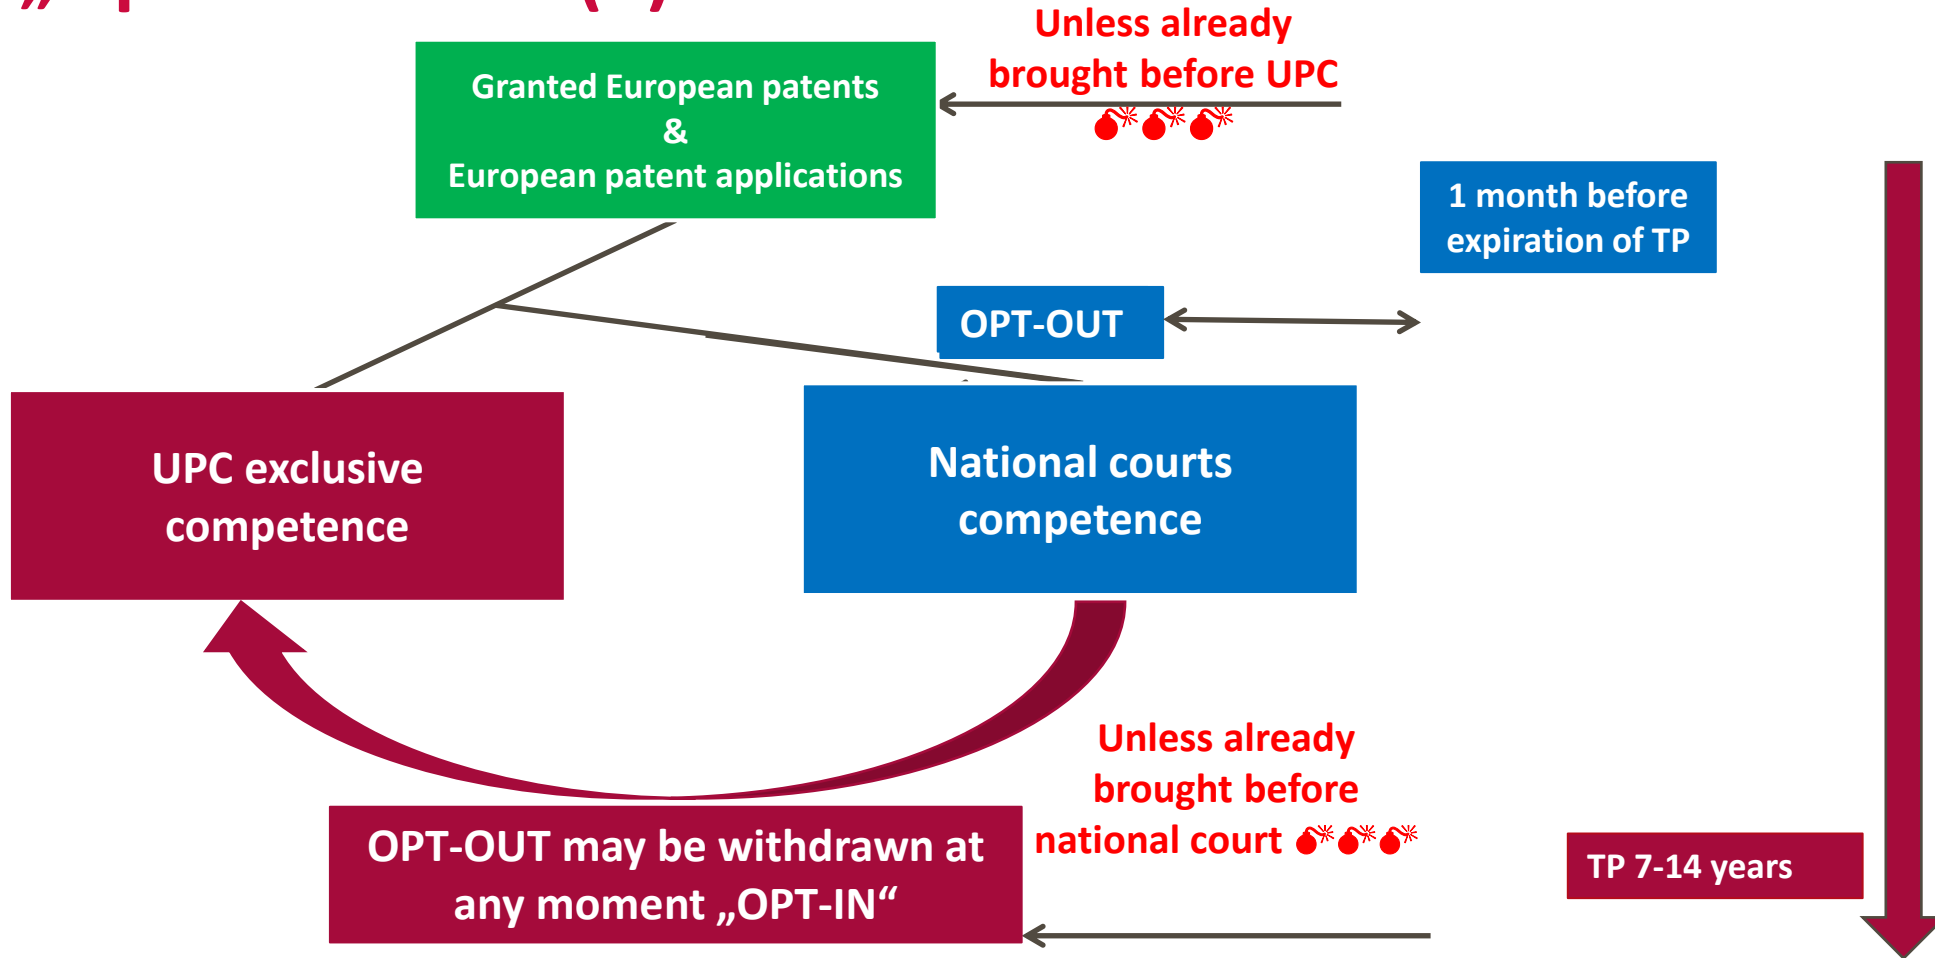 Unless already
brought before UPC
Granted European patents
&
European patent applications
1 month before
expiration of TP
OPT-OUT
UPC exclusive
competence
National courts
competence
Unless already
brought before
national court
OPT-OUT may be withdrawn at
any moment „OPT-IN“
TP 7-14 years